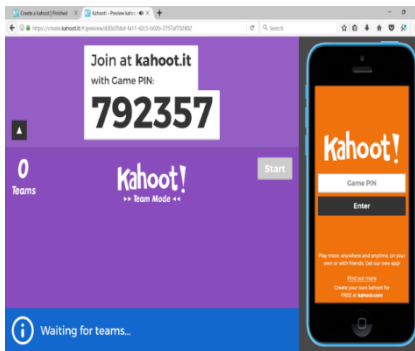 Create a kahoot | Finished
Kahoot! - Preview kaho
Search
Join at kahoot.it
with Game PIN:
792357
0
Teams
Kahoot!
Team Mode
Start
Waiting for teams...
Kahoot!
Game PIN
Enter
Play more anywhere and anytime, on your
own or with friends. Get our new app!
Find out more
Create your own kahoot for
FREE at kahoot.com